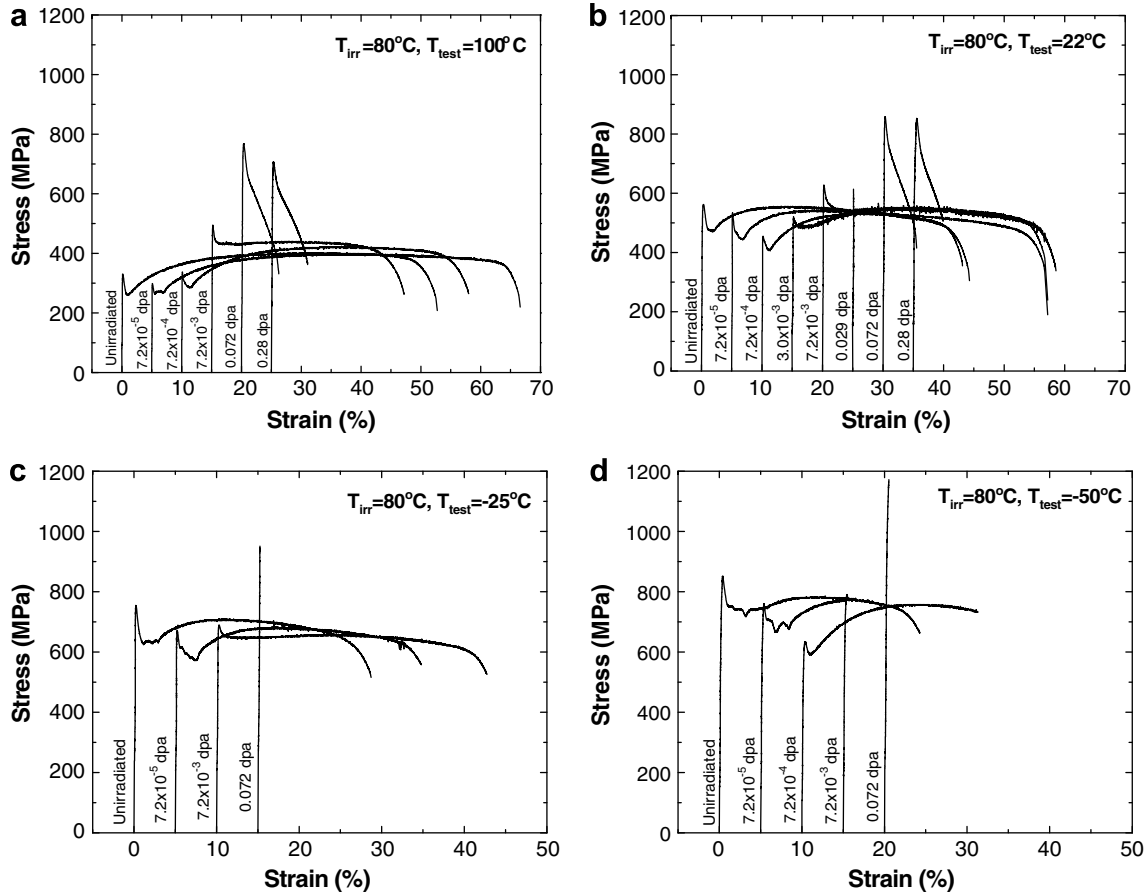 a
T_irr=80°C, T_test=100°C
Stress (MPa)
1200
1000
800
600
400
200
0
Unirradiated
7.2x10^-5 dpa
7.2x10^-4 dpa
7.2x10^-3 dpa
0.072 dpa
0.28 dpa
0 10 20 30 40 50 60 70
Strain (%)
b
T_irr=80°C, T_test=22°C
Stress (MPa)
1200
1000
800
600
400
200
0
Unirradiated
7.2x10^-5 dpa
7.2x10^-4 dpa
3.0x10^-3 dpa
7.2x10^-3 dpa
0.029 dpa
0.072 dpa
0.28 dpa
0 10 20 30 40 50 60 70
Strain (%)
c
T_irr=80°C, T_test=-25°C
Stress (MPa)
1200
1000
800
600
400
200
0
Unirradiated
7.2x10^-5 dpa
7.2x10^-3 dpa
0.072 dpa
0 10 20 30 40 50
Strain (%)
d
T_irr=80°C, T_test=-50°C
Stress (MPa)
1200
1000
800
600
400
200
0
Unirradiated
7.2x10^-5 dpa
7.2x10^-4 dpa
7.2x10^-3 dpa
0.072 dpa
0 10 20 30 40 50
Strain (%)